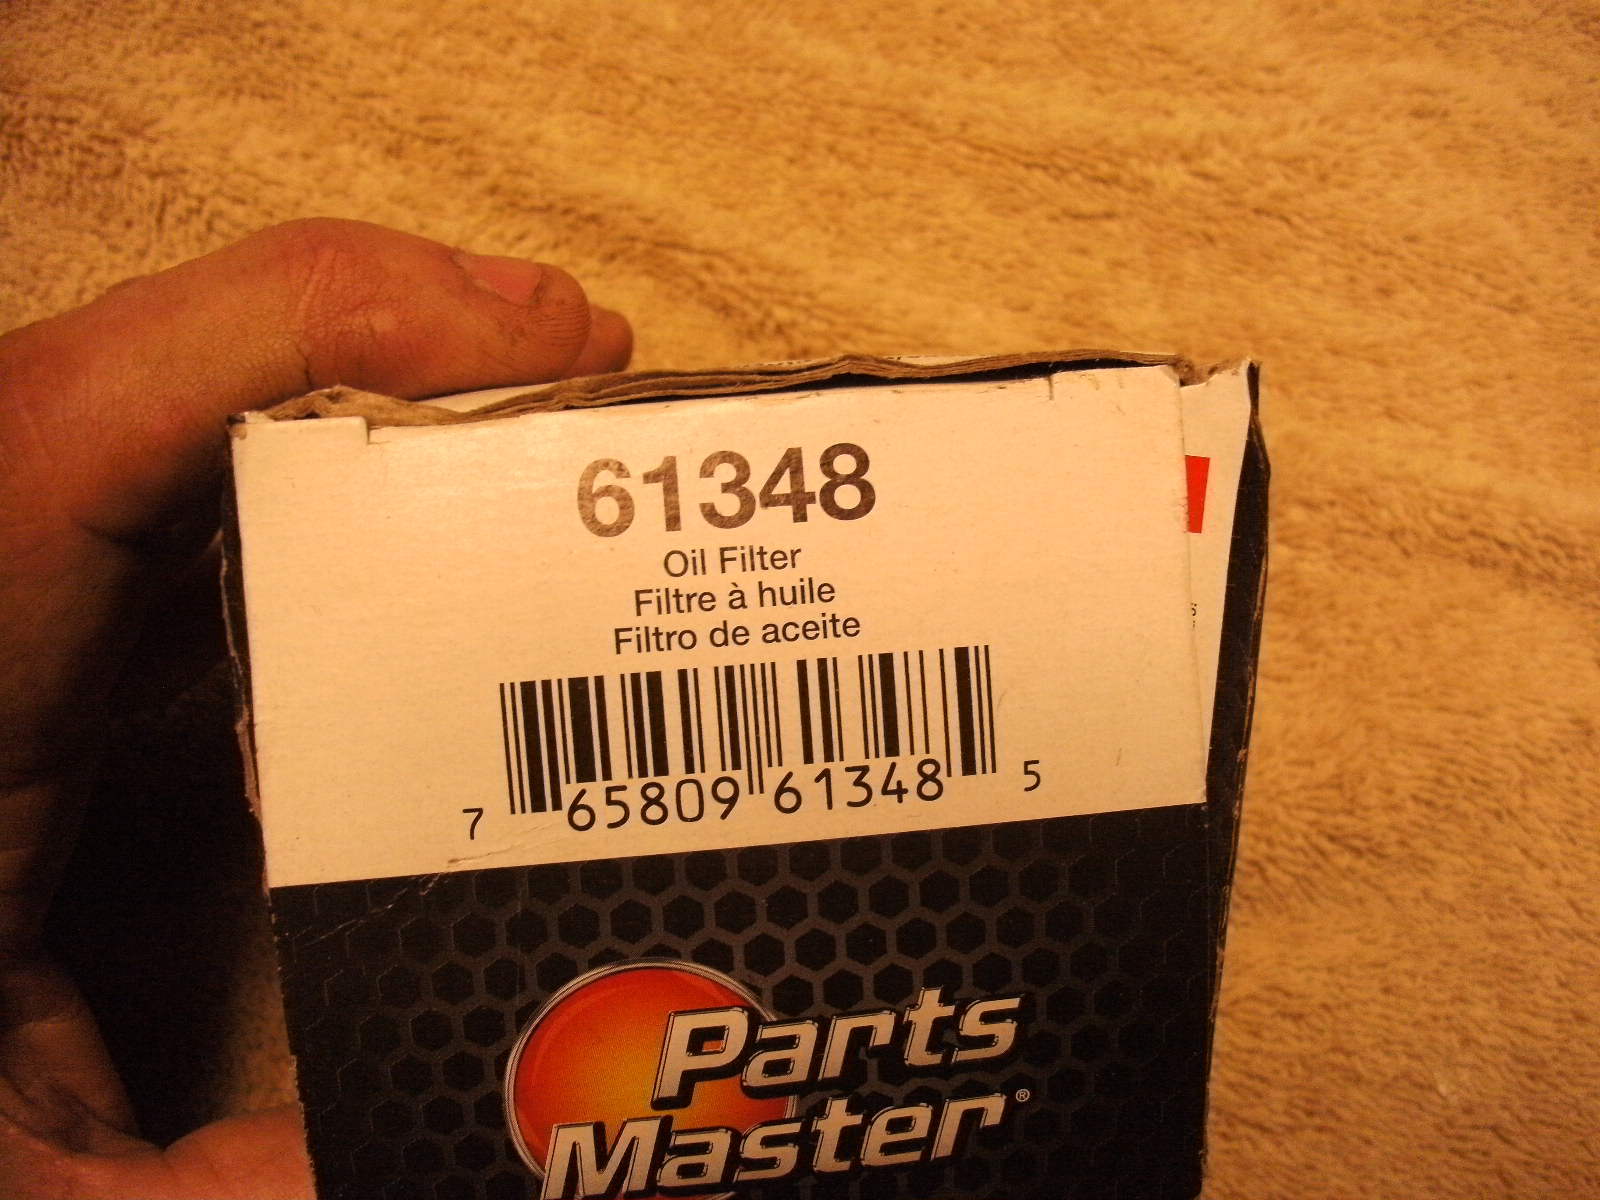 61348
Oil Filter
Filtre à huile
Filtro de aceite
7 65809 61348 5
Parts
Master®